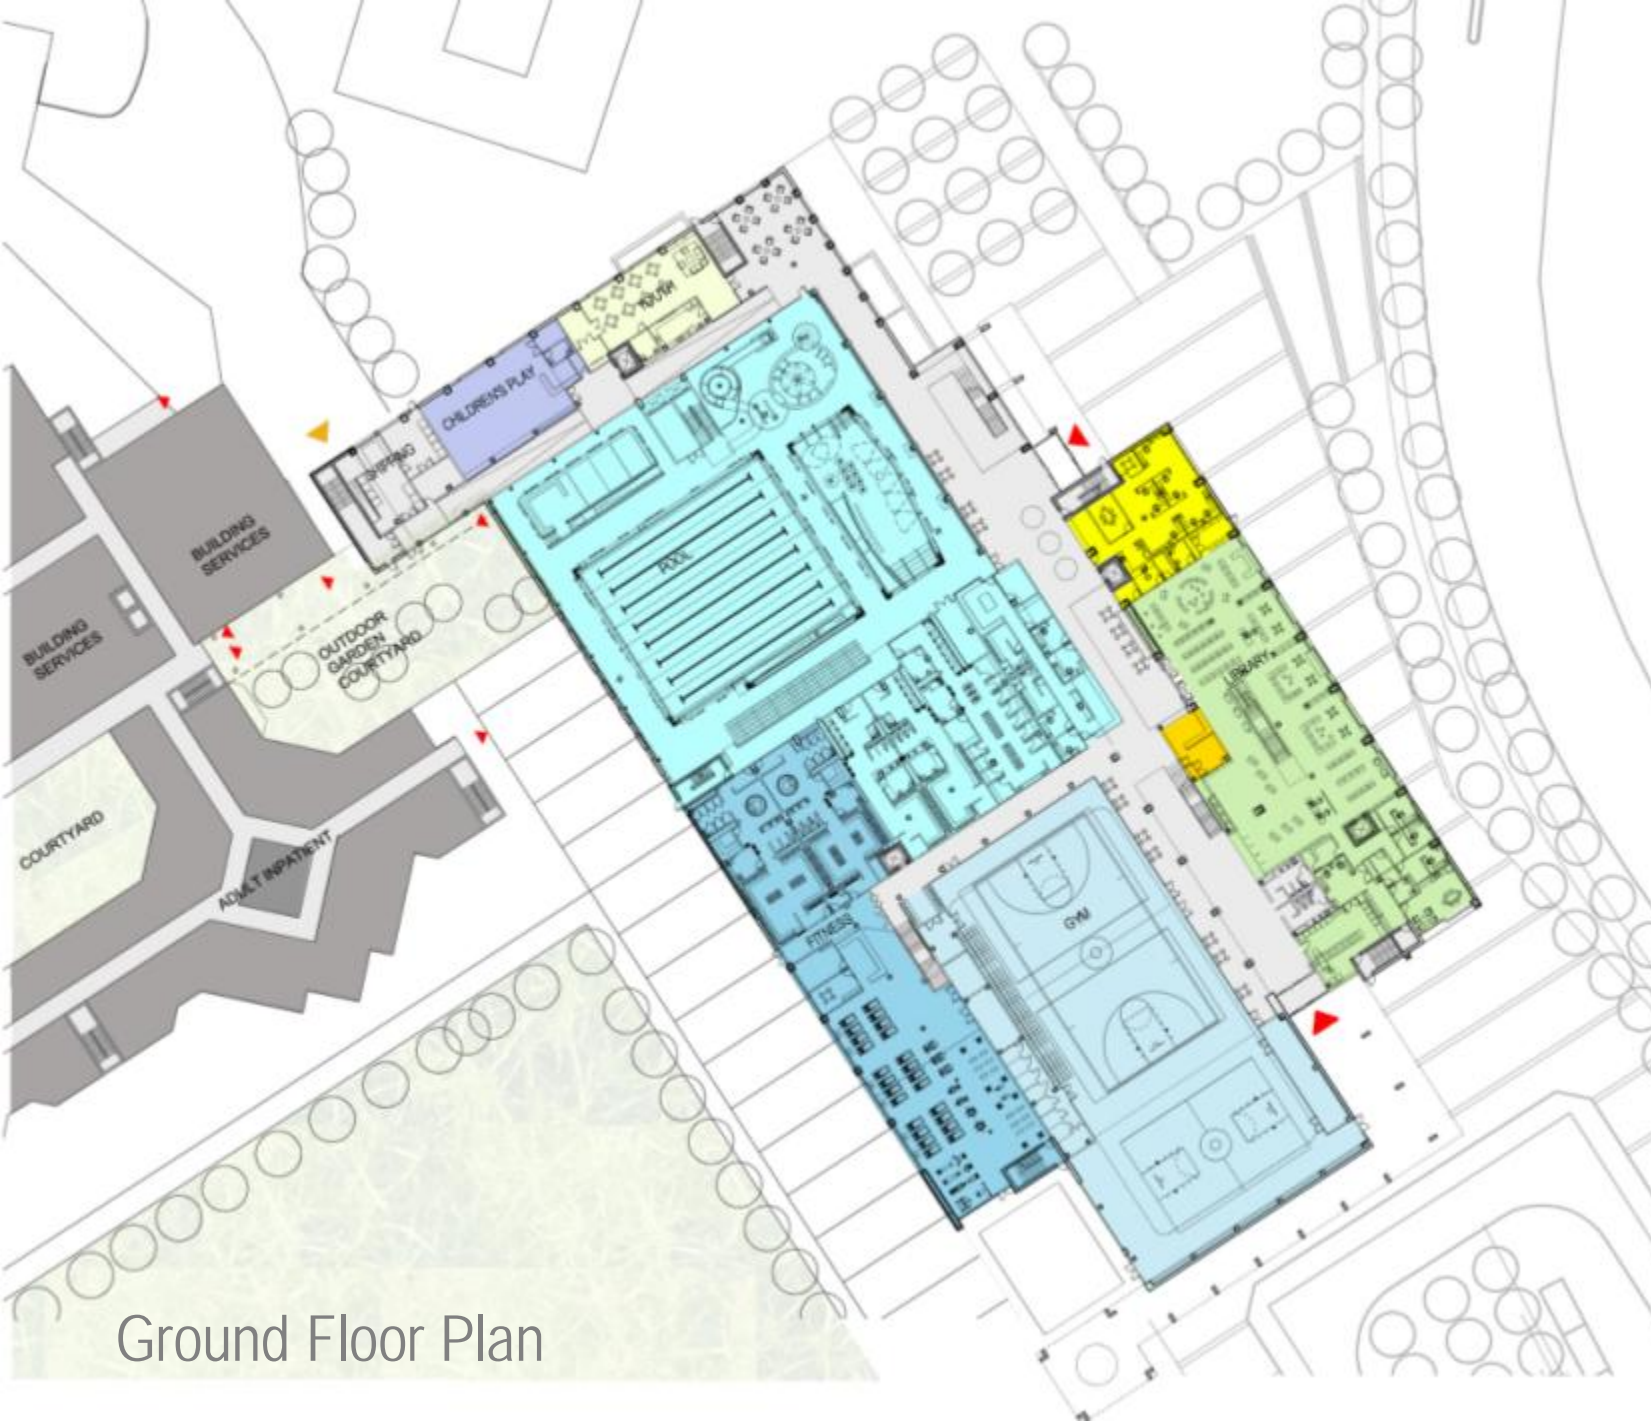 YOUTH
CHILDREN'S PLAY
SHIPPING
BUILDING
SERVICES
POOL
BUILDING
SERVICES
OUTDOOR
GARDEN
COURTYARD
LIBRARY
COURTYARD
ADULT INPATIENT
FITNESS
GYM
Ground Floor Plan